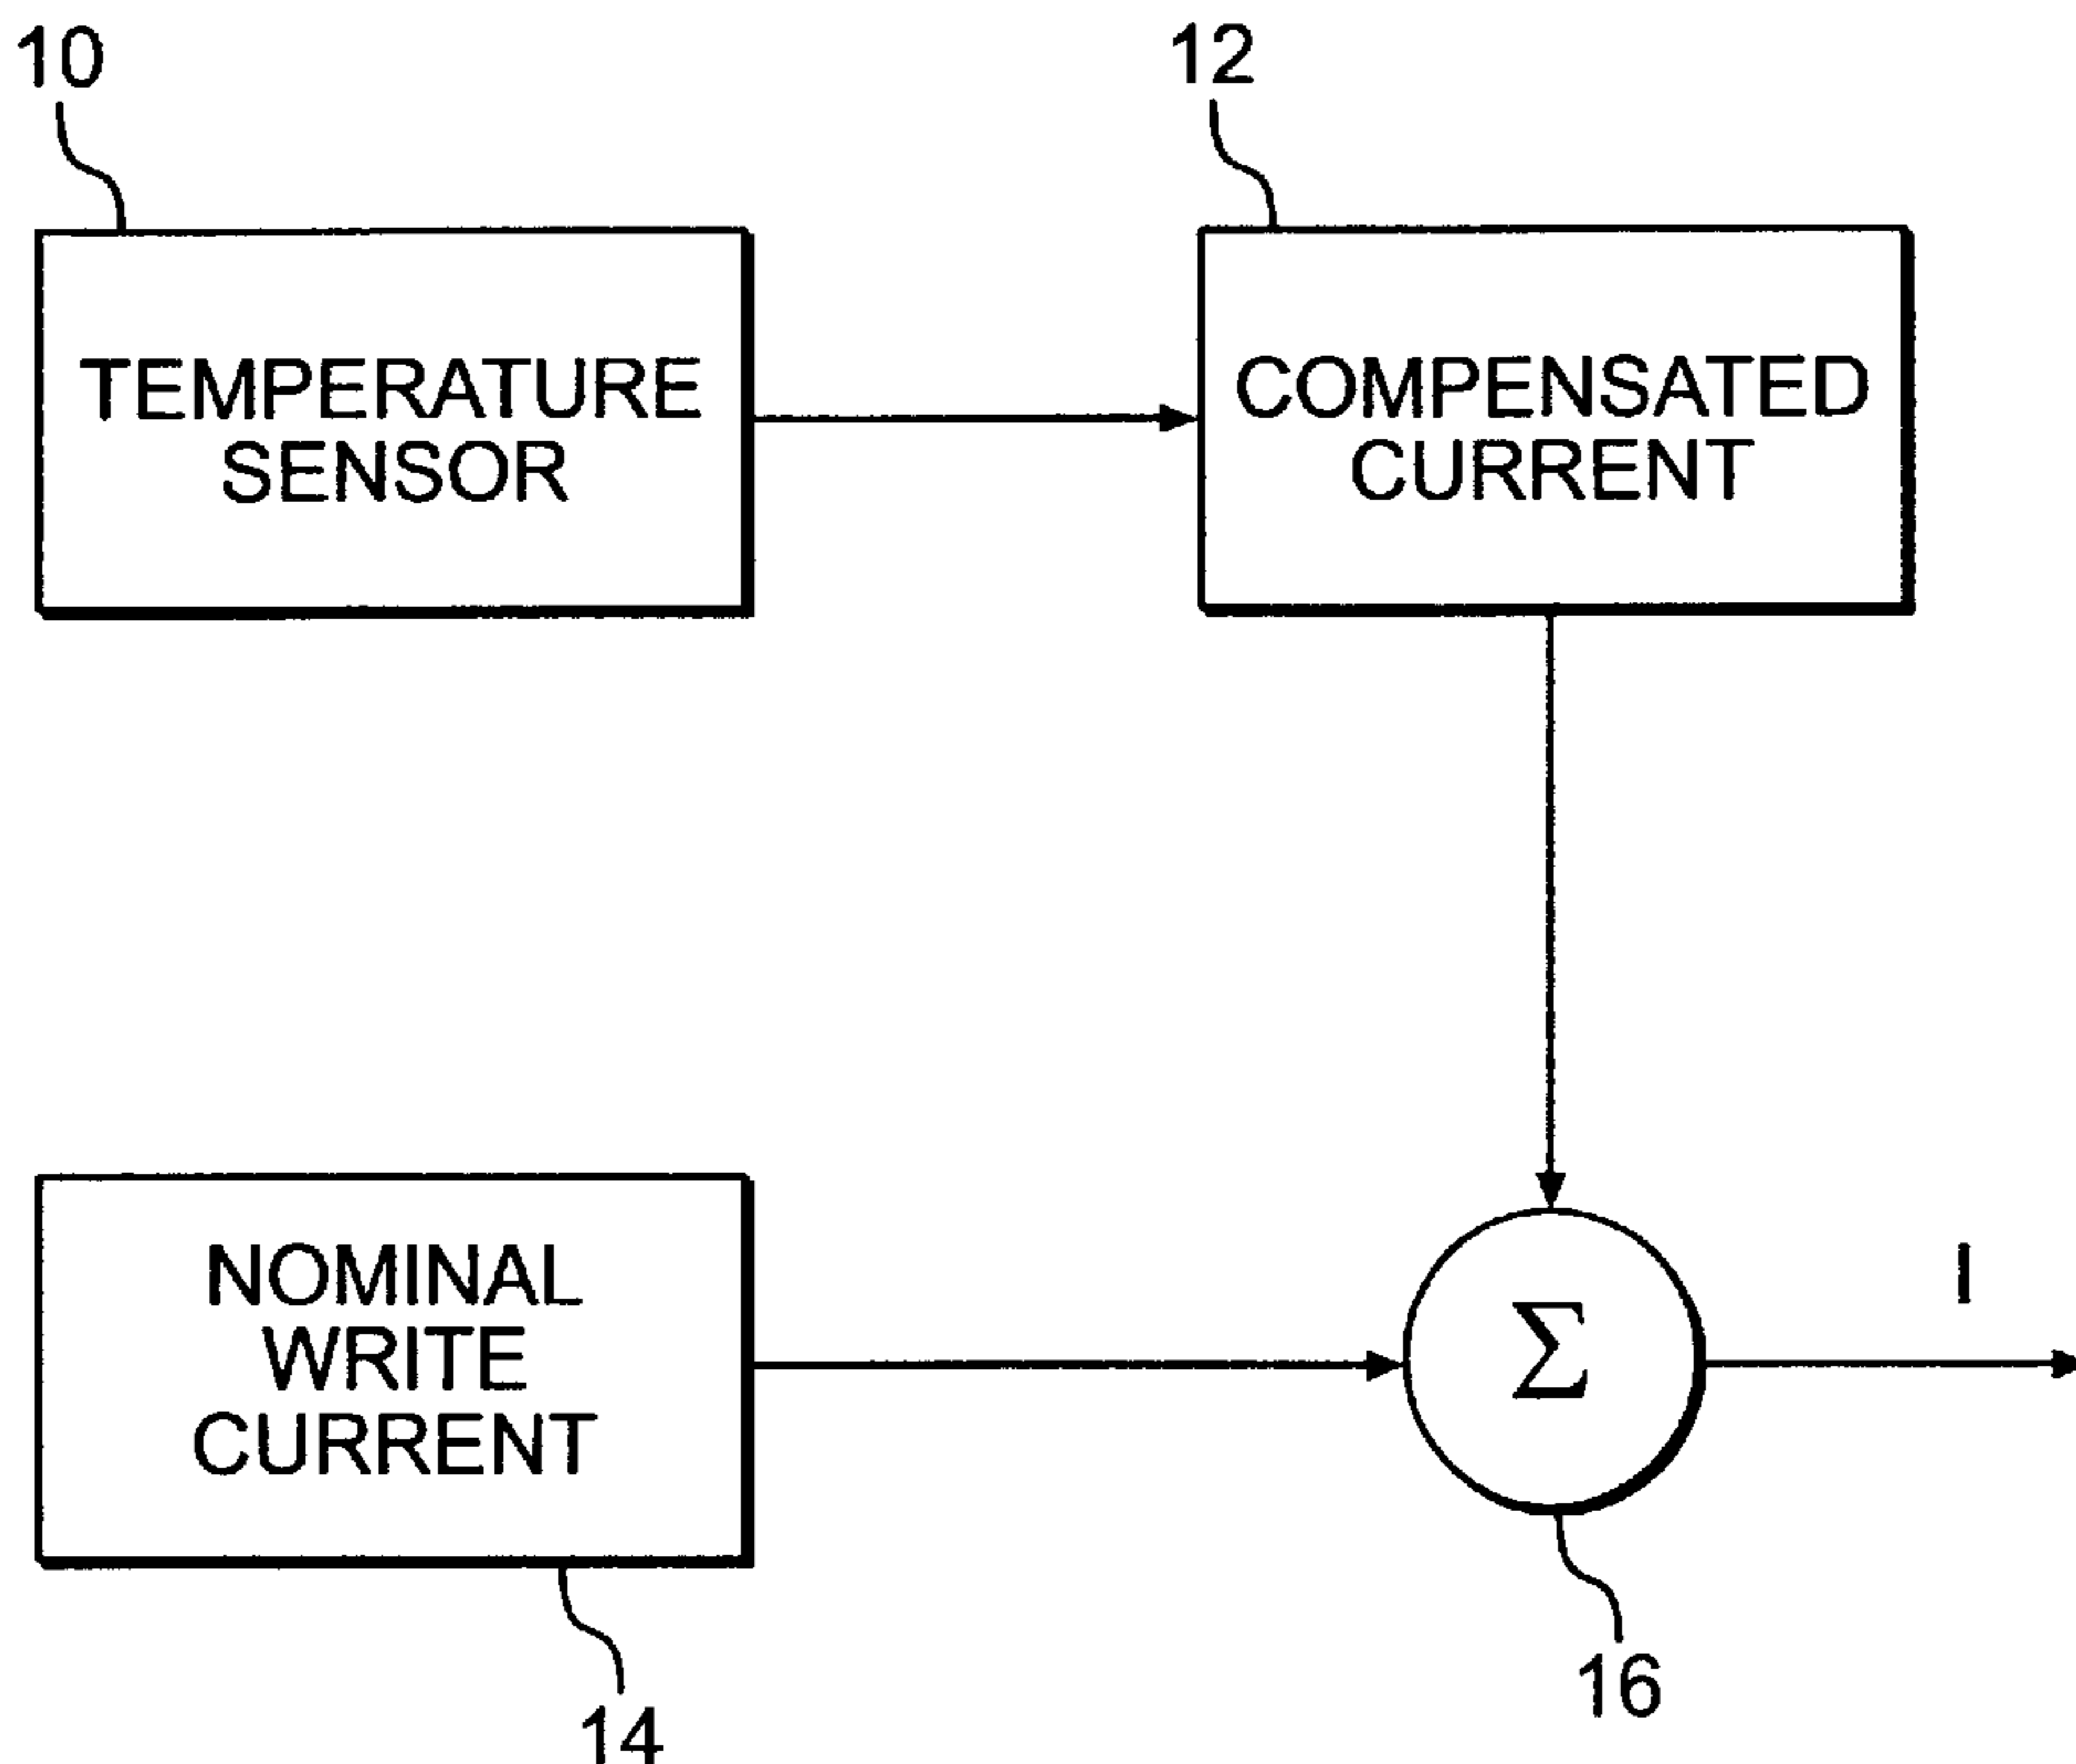 10
12
TEMPERATURE
SENSOR
COMPENSATED
CURRENT
NOMINAL
WRITE
CURRENT
Σ
I
14
16